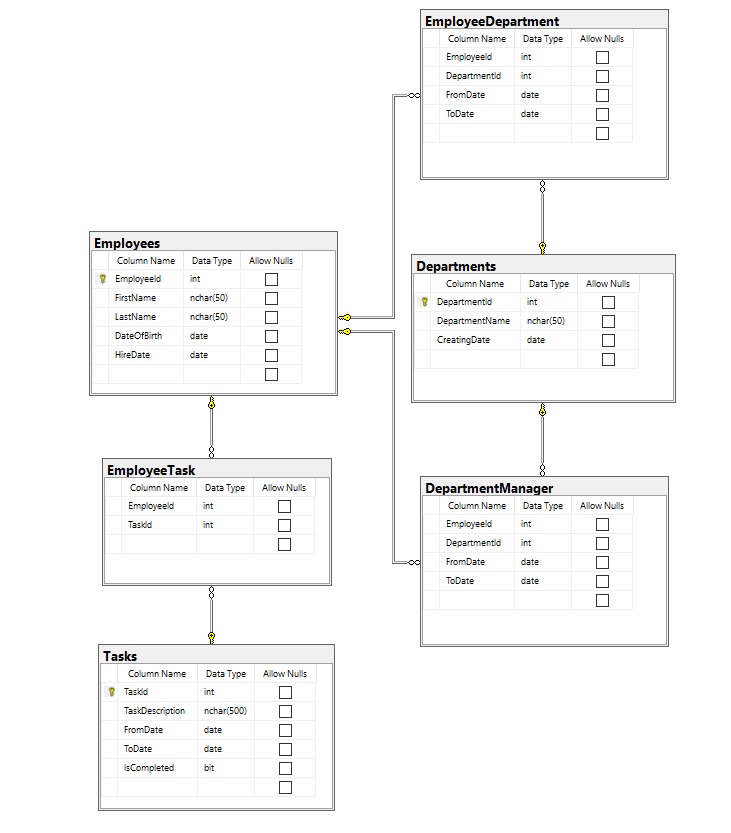 EmployeeDepartment
Column Name Data Type Allow Nulls
EmployeeId int
DepartmentId int
FromDate date
ToDate date
Employees
Column Name Data Type Allow Nulls
EmployeeId int
FirstName nchar(50)
LastName nchar(50)
DateOfBirth date
HireDate date
Departments
Column Name Data Type Allow Nulls
DepartmentId int
DepartmentName nchar(50)
CreatingDate date
EmployeeTask
Column Name Data Type Allow Nulls
EmployeeId int
TaskId int
DepartmentManager
Column Name Data Type Allow Nulls
EmployeeId int
DepartmentId int
FromDate date
ToDate date
Tasks
Column Name Data Type Allow Nulls
TaskId int
TaskDescription nchar(500)
FromDate date
ToDate date
IsCompleted bit